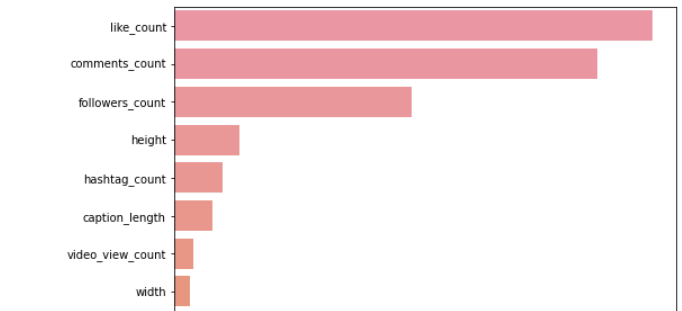 like_count
comments_count
followers_count
height
hashtag_count
caption_length
video_view_count
width